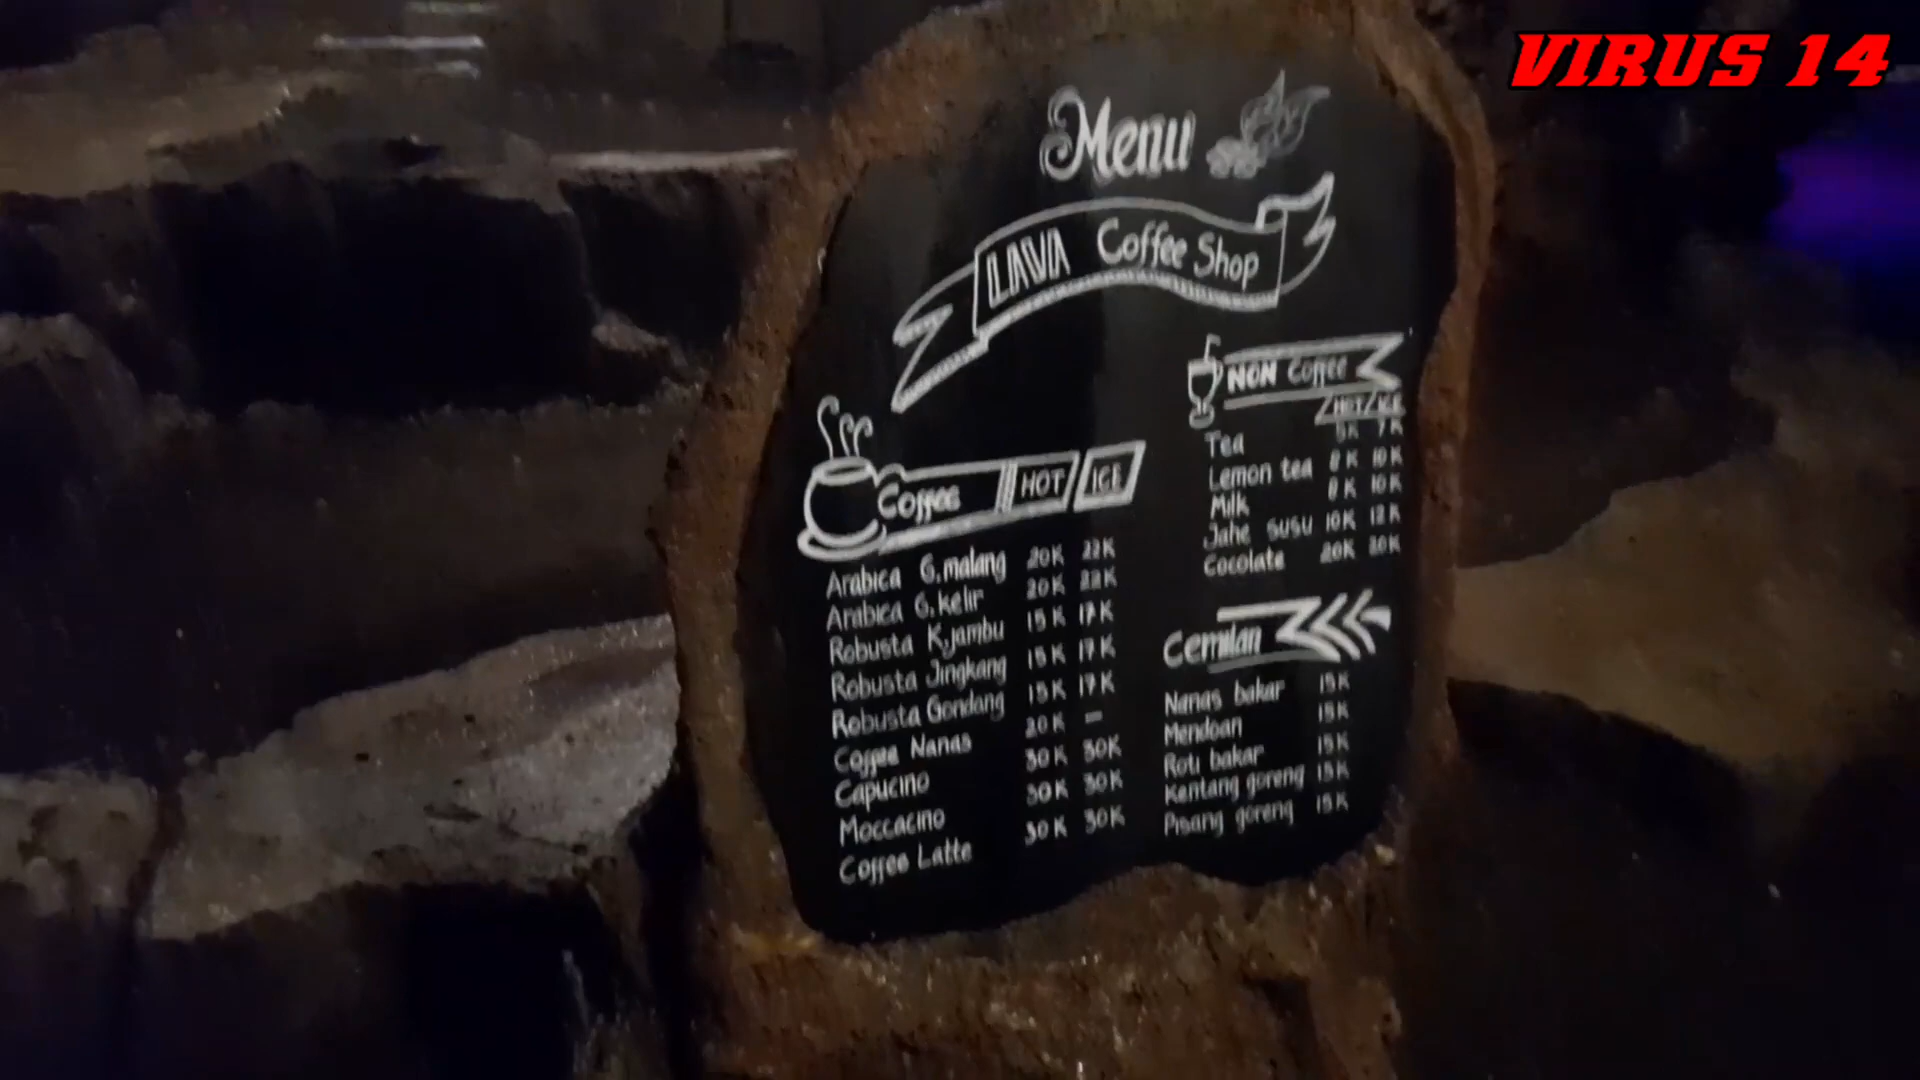 VIRUS 14
Menu
LAVA Coffee Shop
Coffee HOT ICE
Arabica G.malang 20K 22K
Arabica G.kelir 20K 22K
Robusta K.jambu 15K 17K
Robusta Jingkang 15K 17K
Robusta Gondang 15K 17K
Coffee Nanas 20K –
Capucino 30K 30K
Moccacino 30K 30K
Coffee Latte 30K 30K
NON Coffee
HOT/ICE
Tea 5K 7K
Lemon tea 8K 10K
Milk 8K 10K
Jahe susu 10K 12K
Cocolate 20K 20K
Cemilan
Nanas bakar 15K
Mendoan 15K
Roti bakar 15K
Kentang goreng 15K
Pisang goreng 15K